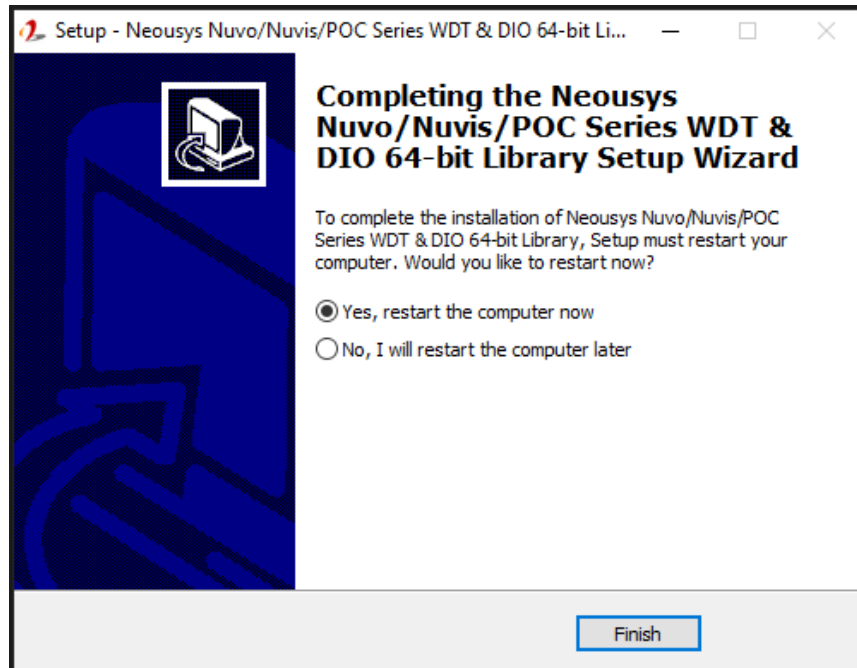 Setup - Neousys Nuvo/Nuvis/POC Series WDT & DIO 64-bit Li...
Completing the Neousys
Nuvo/Nuvis/POC Series WDT &
DIO 64-bit Library Setup Wizard
To complete the installation of Neousys Nuvo/Nuvis/POC
Series WDT & DIO 64-bit Library, Setup must restart your
computer. Would you like to restart now?
Yes, restart the computer now
No, I will restart the computer later
Finish